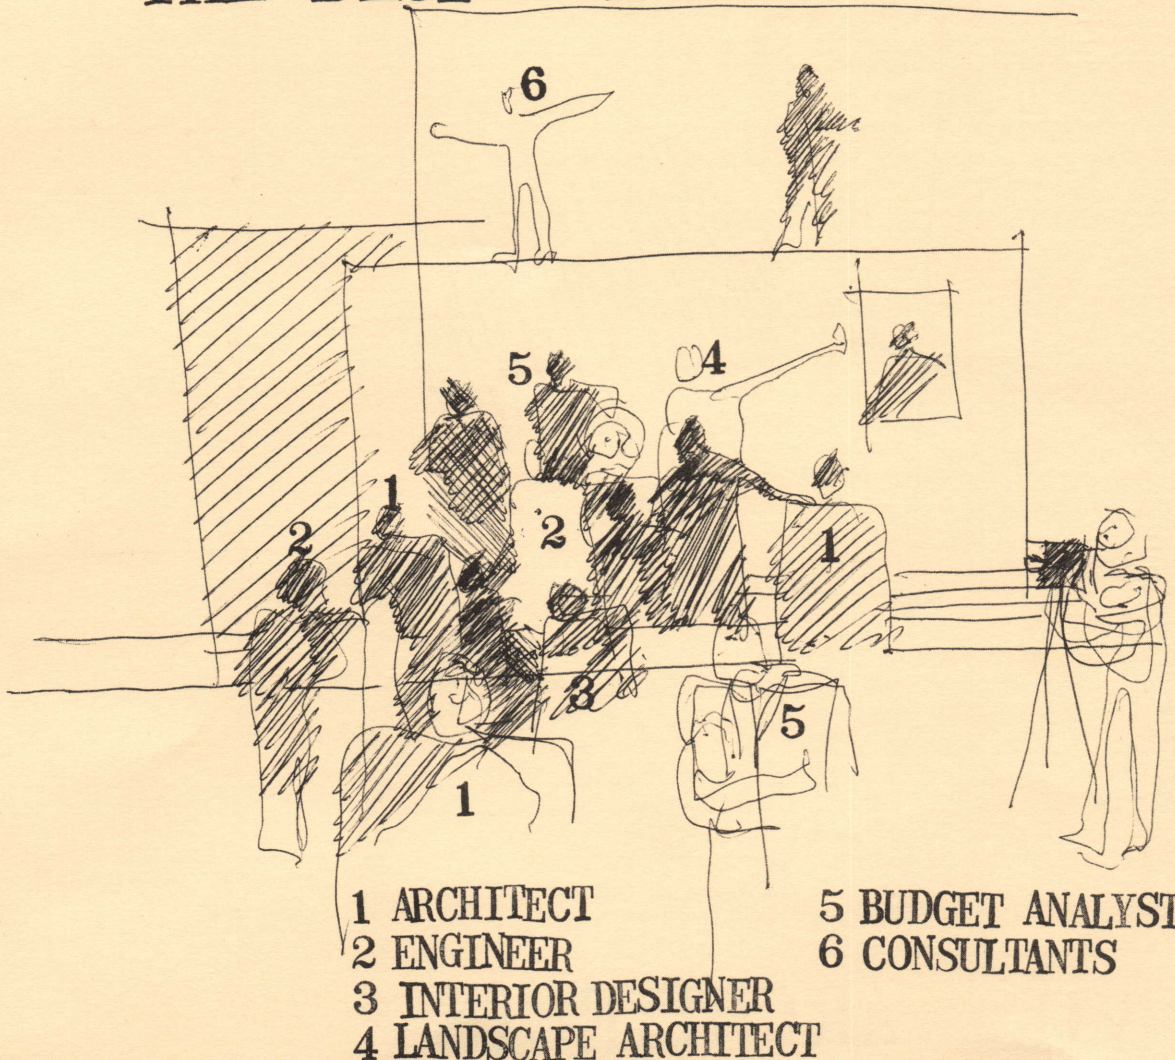 6
5
4
1
2
2
1
3
5
1
1 ARCHITECT
2 ENGINEER
3 INTERIOR DESIGNER
4 LANDSCAPE ARCHITECT
5 BUDGET ANALYST
6 CONSULTANTS